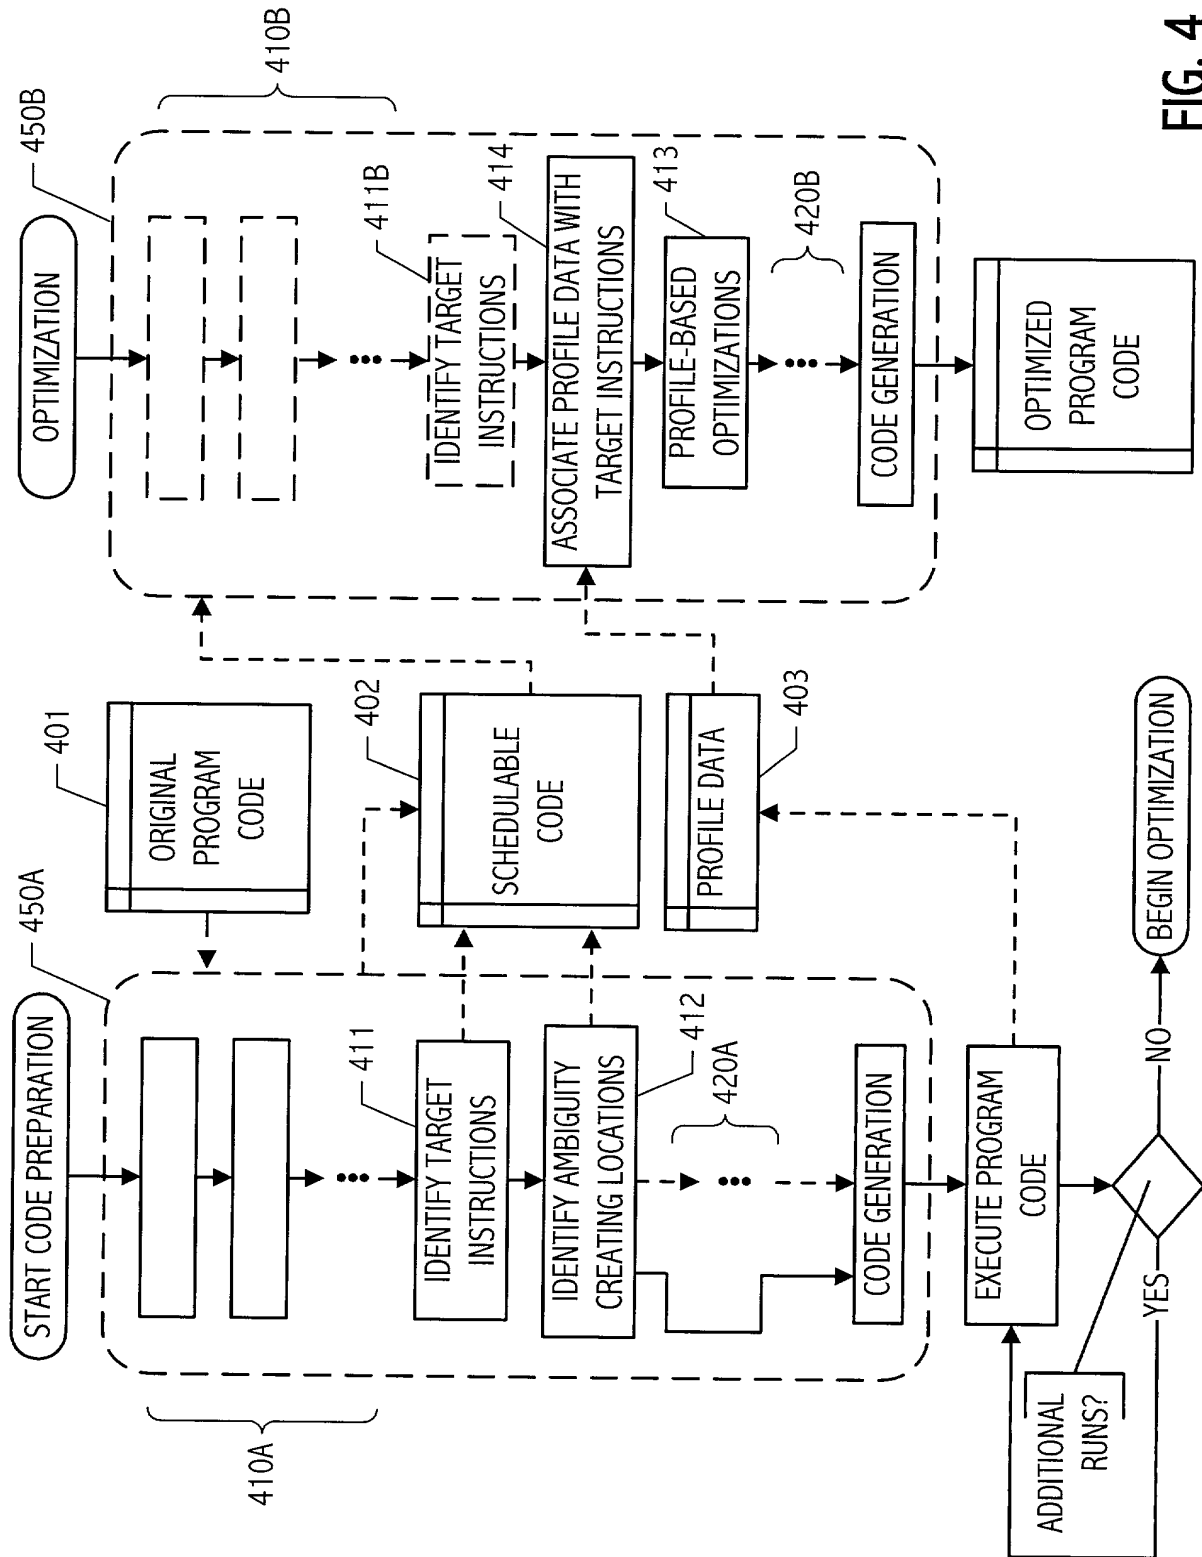 START CODE PREPARATION
450A
410A
411
IDENTIFY TARGET
INSTRUCTIONS
IDENTIFY AMBIGUITY
CREATING LOCATIONS
412
420A
CODE GENERATION
EXECUTE PROGRAM
CODE
ADDITIONAL
RUNS?
YES
NO
BEGIN OPTIMIZATION
401
ORIGINAL
PROGRAM
CODE
402
SCHEDULABLE
CODE
PROFILE DATA
403
OPTIMIZATION
450B
410B
411B
IDENTIFY TARGET
INSTRUCTIONS
414
ASSOCIATE PROFILE DATA WITH
TARGET INSTRUCTIONS
413
PROFILE-BASED
OPTIMIZATIONS
420B
CODE GENERATION
OPTIMIZED
PROGRAM
CODE
FIG. 4